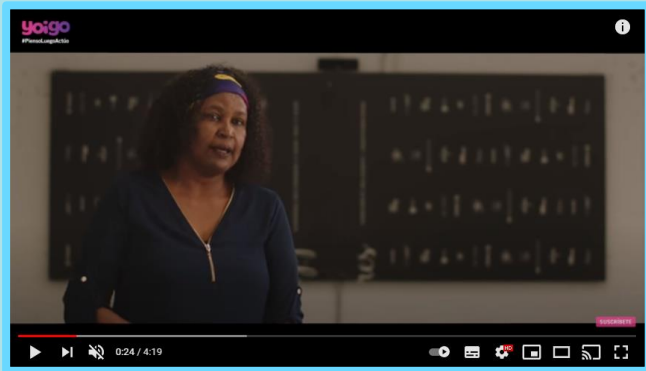 yoigo
#PiensoLuegoActúo
i
SUSCRÍBETE
0:24 / 4:19
HD